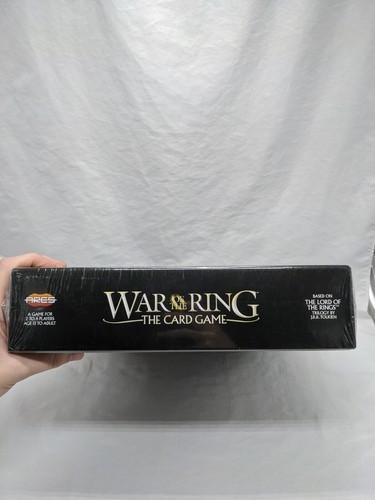 ARES
A GAME FOR
2 TO 4 PLAYERS
AGE 13 TO ADULT
WAR OF THE RING
THE CARD GAME
BASED ON
THE LORD OF
THE RINGS™
TRILOGY BY
J.R.R. TOLKIEN